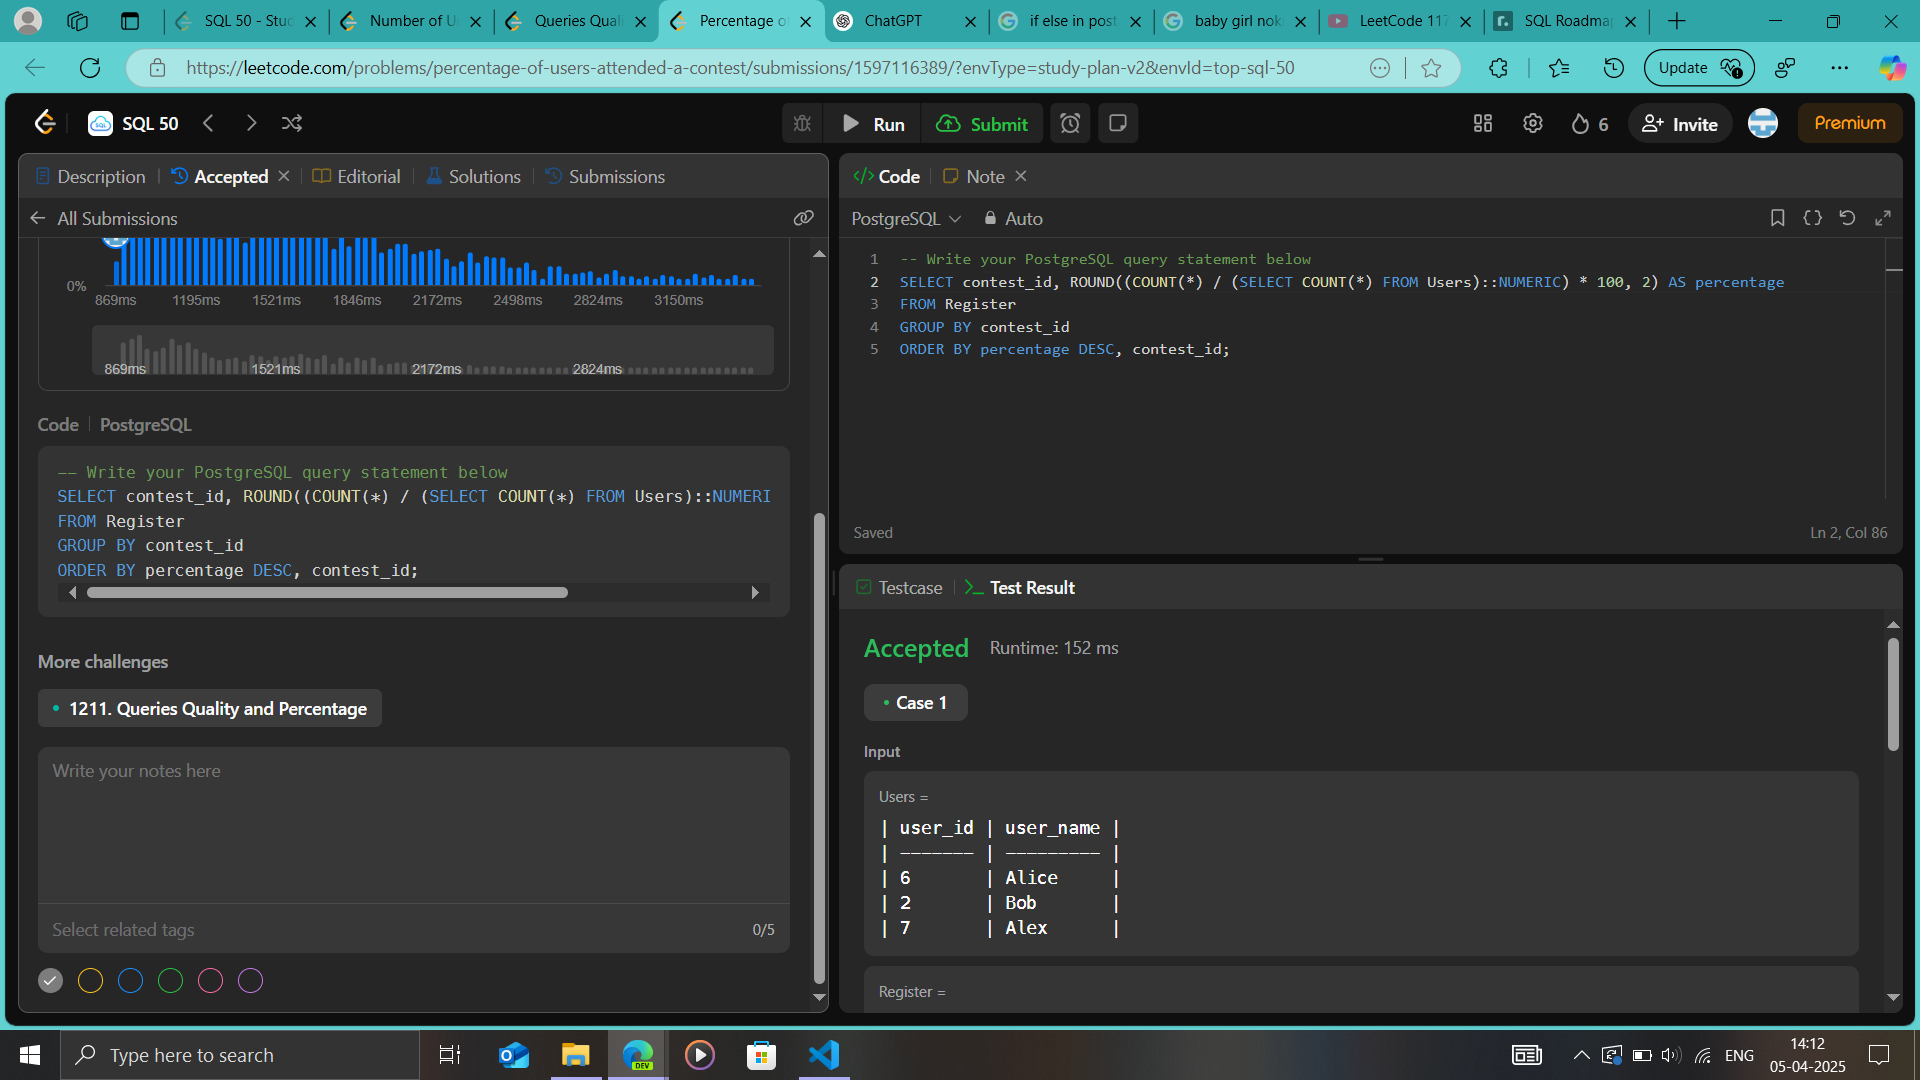 SQL 50 - Stud
Number of U
Queries Quali
Percentage o
ChatGPT
if else in post
baby girl nok
LeetCode 117
SQL Roadma
https://leetcode.com/problems/percentage-of-users-attended-a-contest/submissions/1597116389/?envType=study-plan-v2&envId=top-sql-50
Update
SQL 50
Run
Submit
6
Invite
Premium
Description
Accepted
Editorial
Solutions
Submissions
All Submissions
0%
869ms 1195ms 1521ms 1846ms 2172ms 2498ms 2824ms 3150ms
869ms 1521ms 2172ms 2824ms
Code
PostgreSQL
-- Write your PostgreSQL query statement below
SELECT contest_id, ROUND((COUNT(*) / (SELECT COUNT(*) FROM Users)::NUMERI
FROM Register
GROUP BY contest_id
ORDER BY percentage DESC, contest_id;
More challenges
1211. Queries Quality and Percentage
Write your notes here
Select related tags
0/5
</> Code
Note
PostgreSQL
Auto
1 -- Write your PostgreSQL query statement below
2 SELECT contest_id, ROUND((COUNT(*) / (SELECT COUNT(*) FROM Users)::NUMERIC) * 100, 2) AS percentage
3 FROM Register
4 GROUP BY contest_id
5 ORDER BY percentage DESC, contest_id;
Saved
Ln 2, Col 86
Testcase
Test Result
Accepted
Runtime: 152 ms
Case 1
Input
Users =
| user_id | user_name |
| ------- | --------- |
| 6 | Alice |
| 2 | Bob |
| 7 | Alex |
Register =
Type here to search
DEV
ENG
14:12
05-04-2025